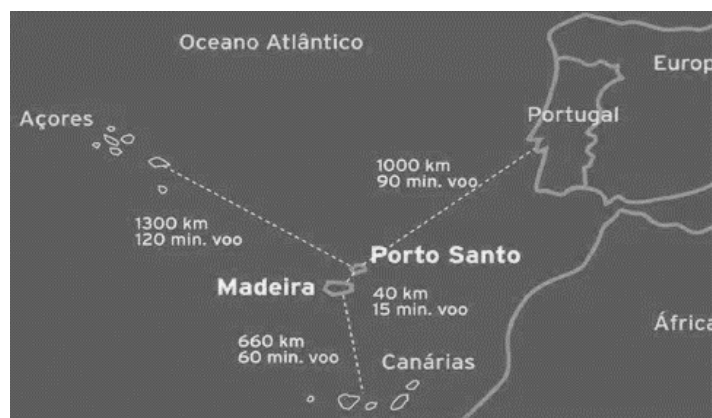 Oceano Atlântico
Europ
Açores
Portugal
1000 km
90 min. voo
1300 km
120 min. voo
Porto Santo
Madeira
40 km
15 min. voo
África
660 km
60 min. voo
Canárias